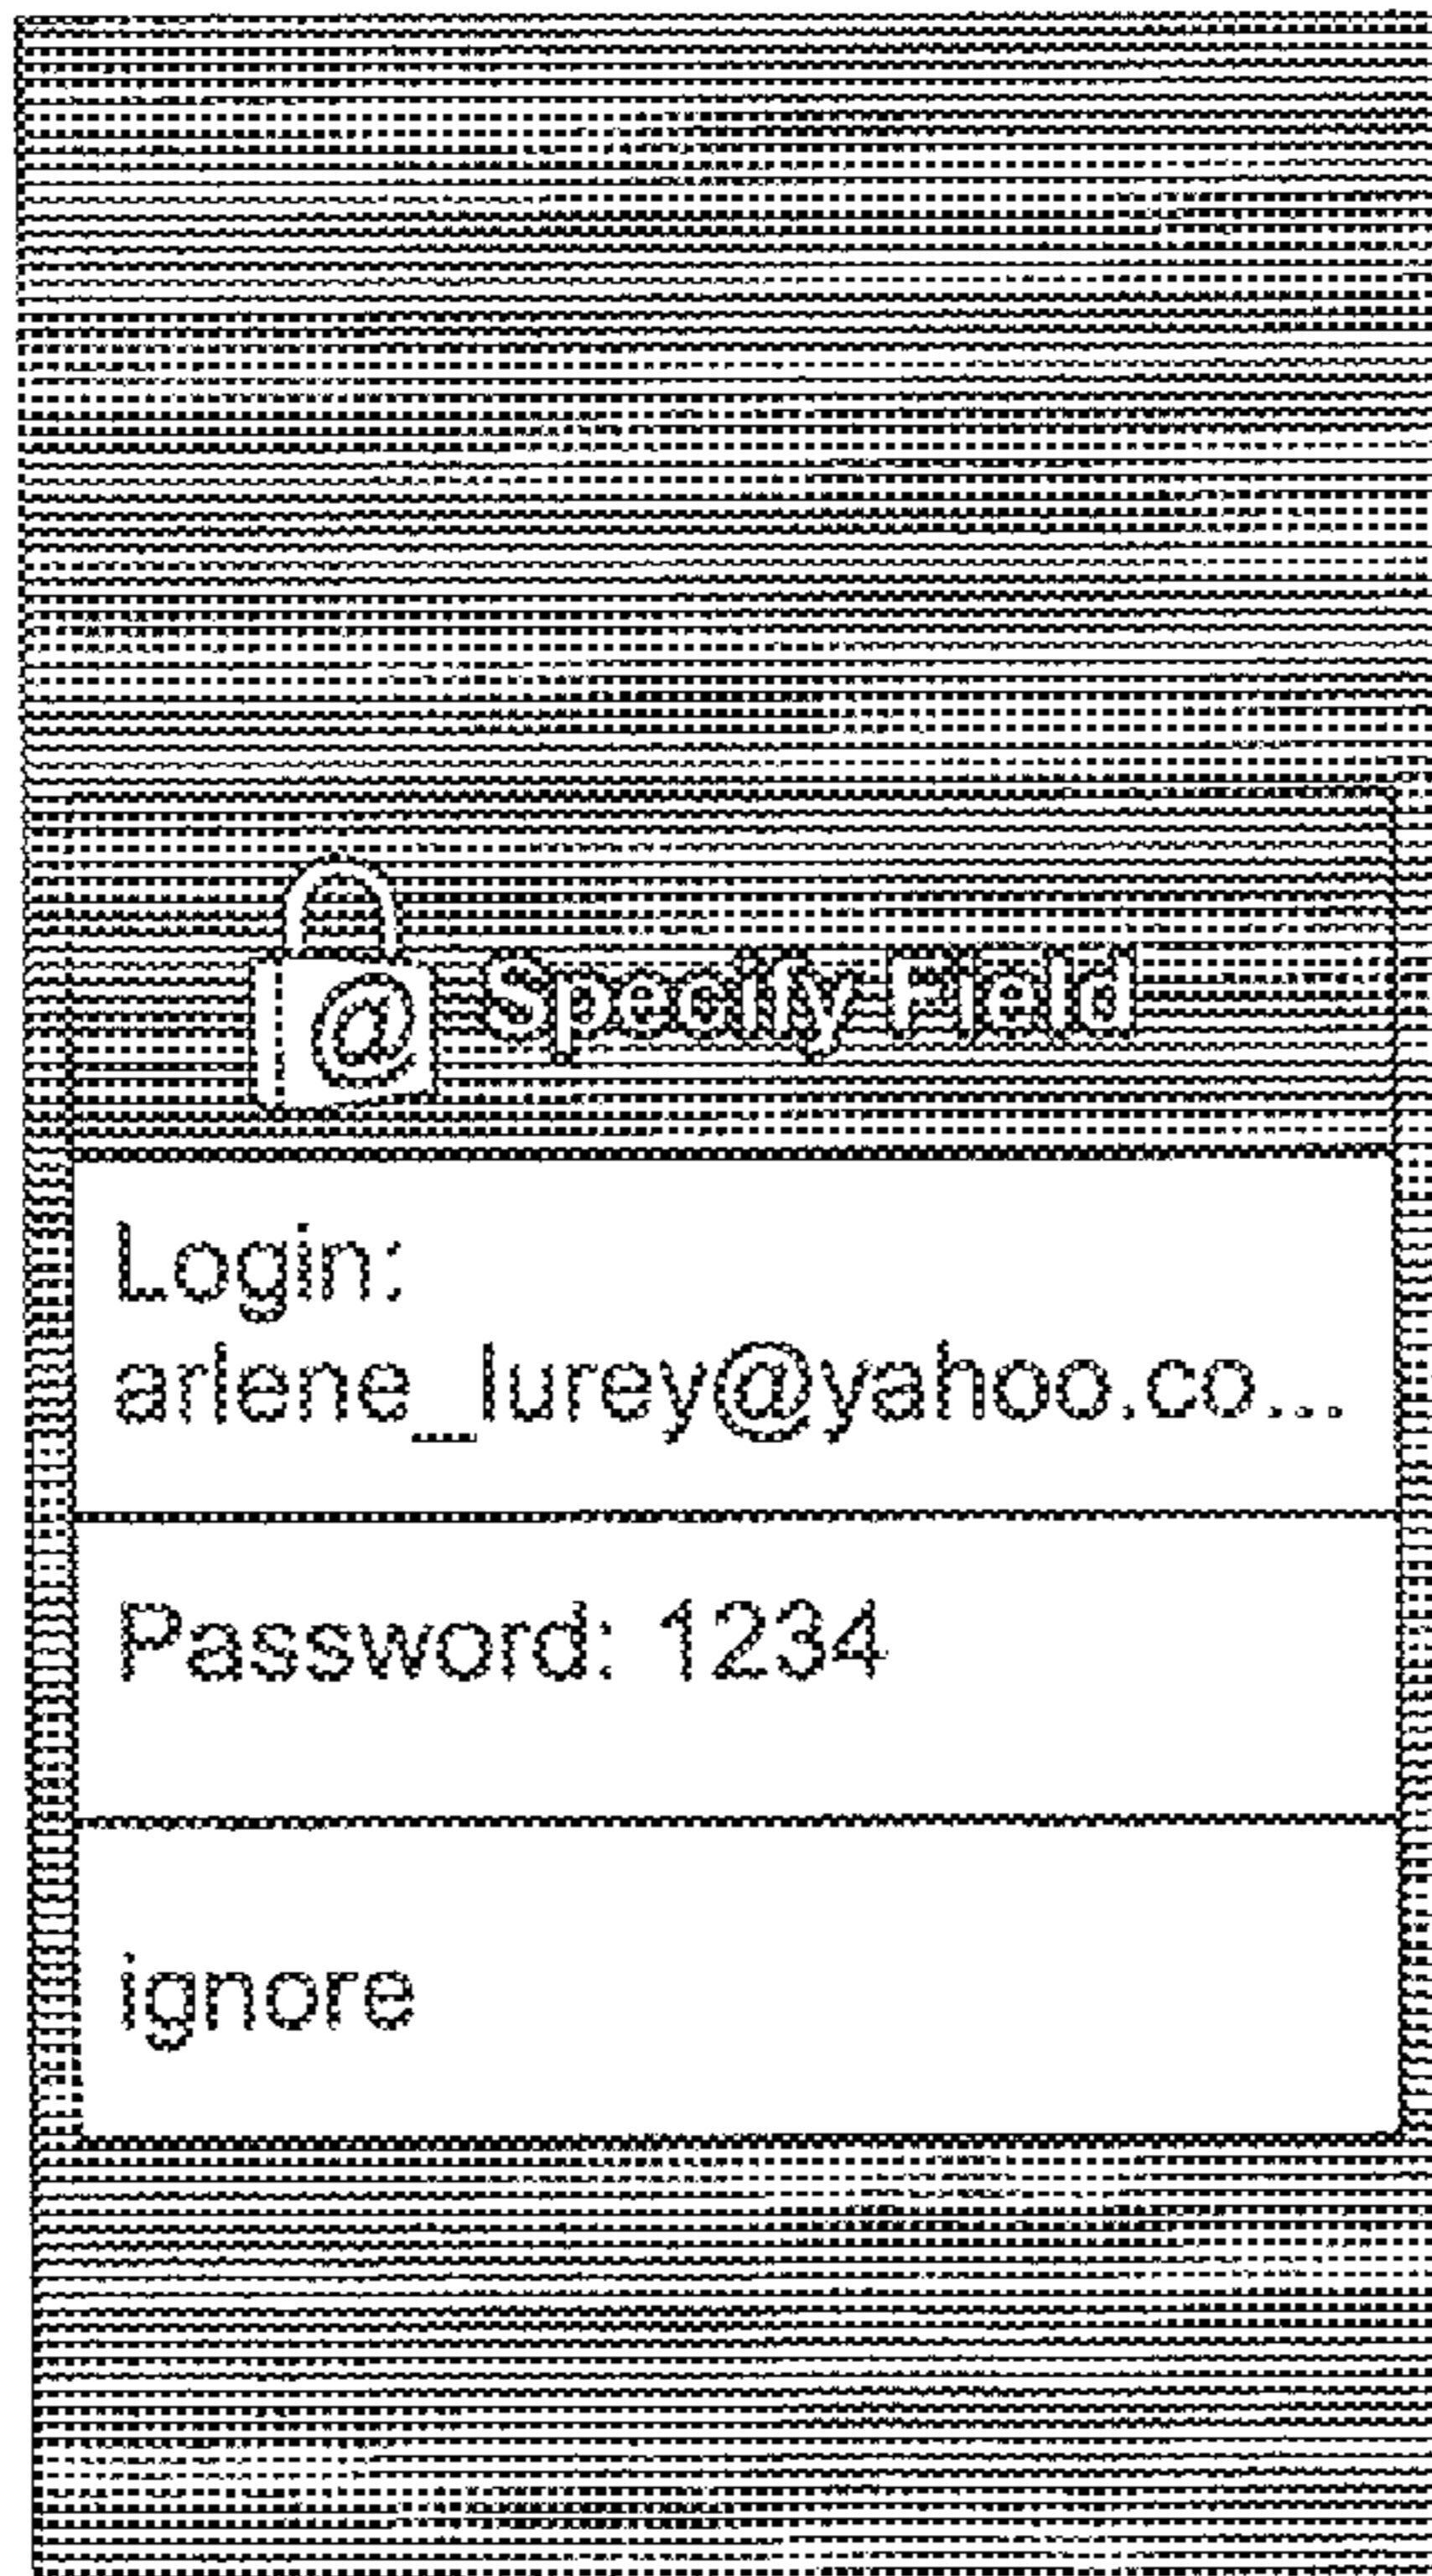 @ Specify Field
Login:
arlene_lurey@yahoo.co...
Password: 1234
ignore